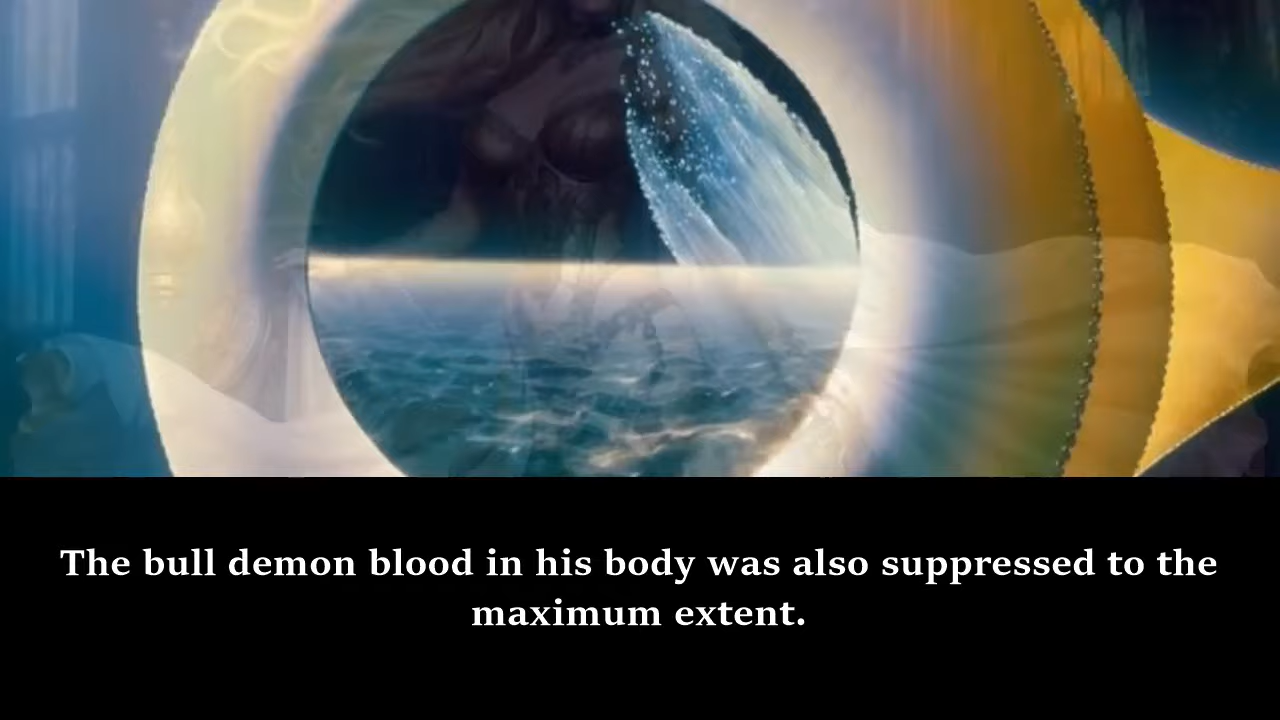 The bull demon blood in his body was also suppressed to the
maximum extent.